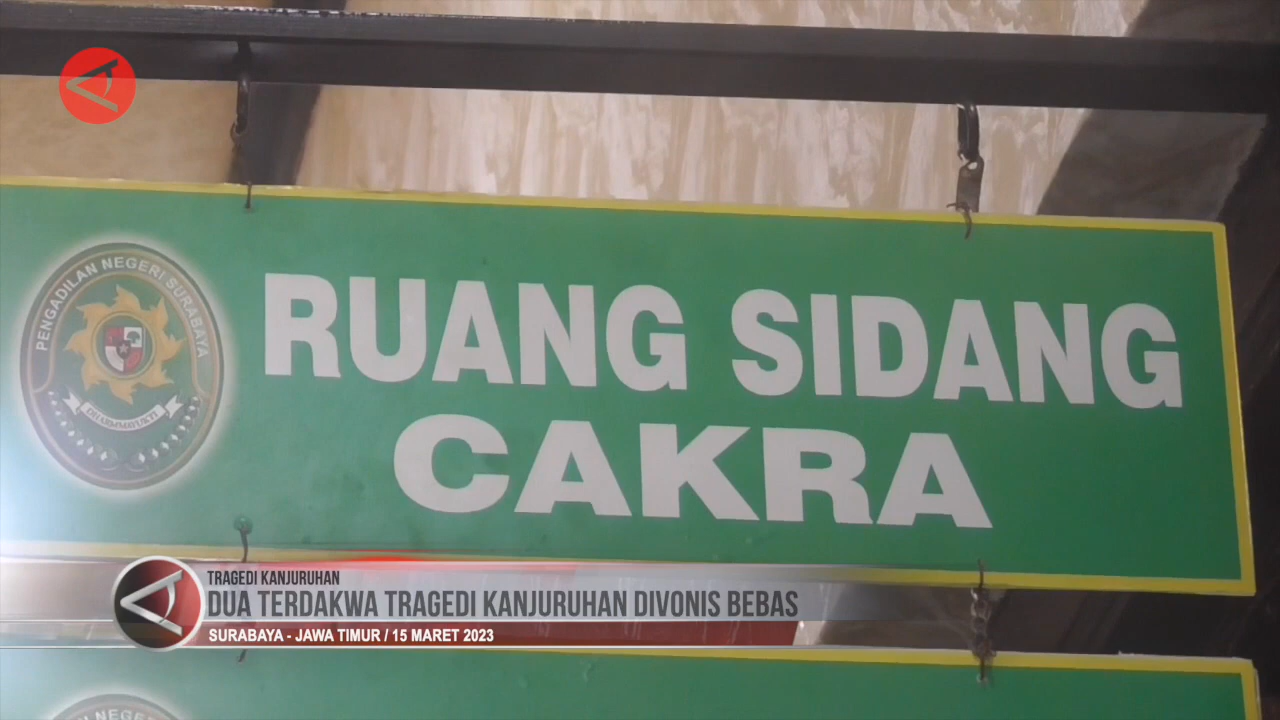 PENGADILAN NEGERI SURABAYA
DHARMMAYUKTI
RUANG SIDANG
CAKRA
TRAGEDI KANJURUHAN
DUA TERDAKWA TRAGEDI KANJURUHAN DIVONIS BEBAS
SURABAYA - JAWA TIMUR / 15 MARET 2023